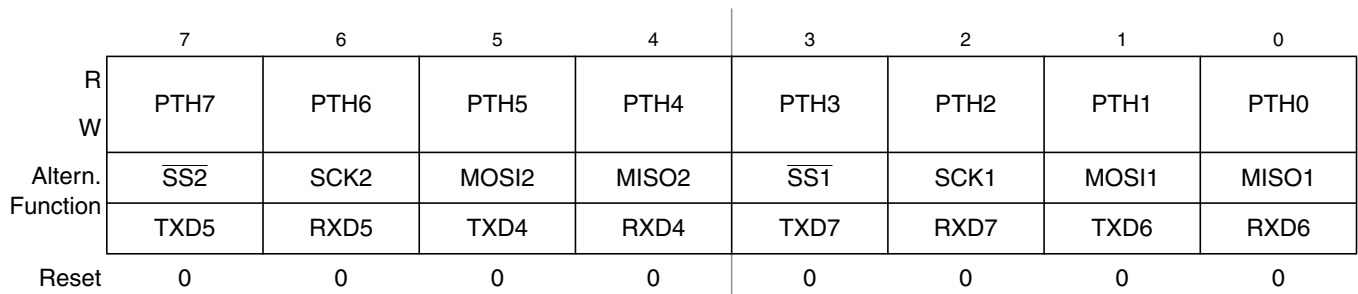 7 6 5 4 3 2 1 0
R
W
PTH7 PTH6 PTH5 PTH4 PTH3 PTH2 PTH1 PTH0
Altern.
Function
SS2 SCK2 MOSI2 MISO2 SS1 SCK1 MOSI1 MISO1
TXD5 RXD5 TXD4 RXD4 TXD7 RXD7 TXD6 RXD6
Reset 0 0 0 0 0 0 0 0